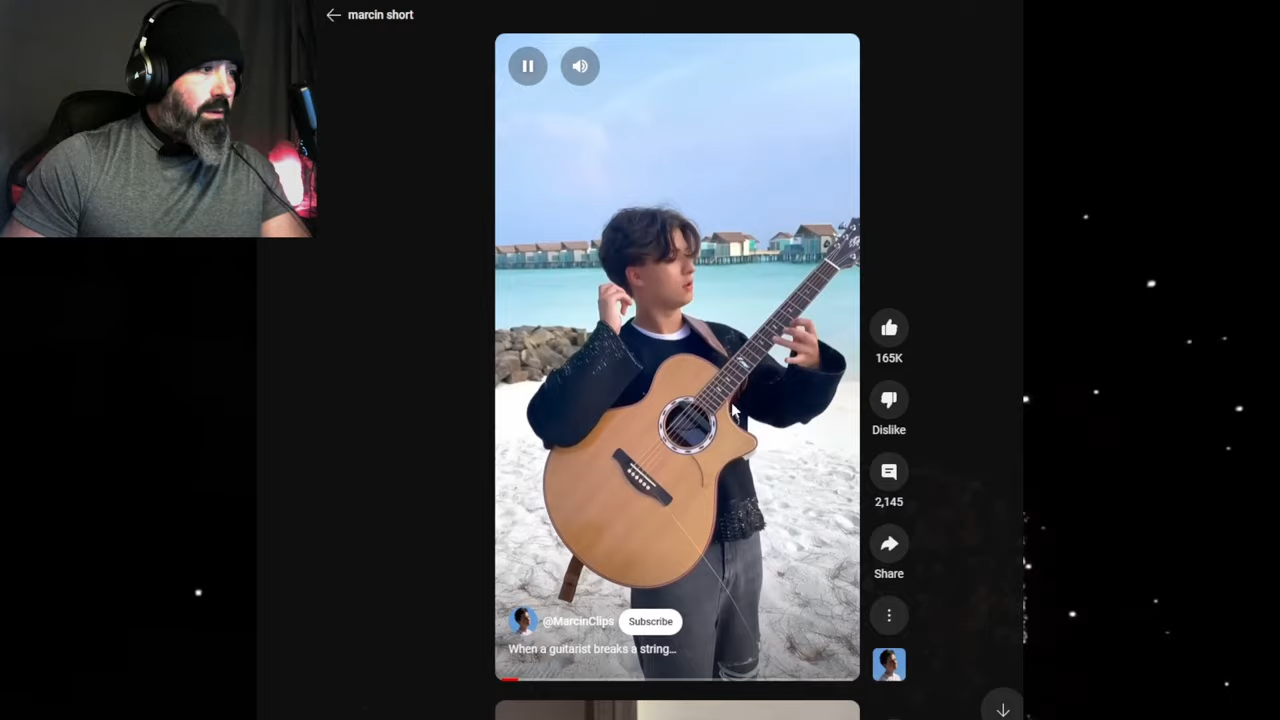 marcin short
165K
Dislike
2,145
Share
@MarcinClips
Subscribe
When a guitarist breaks a string...